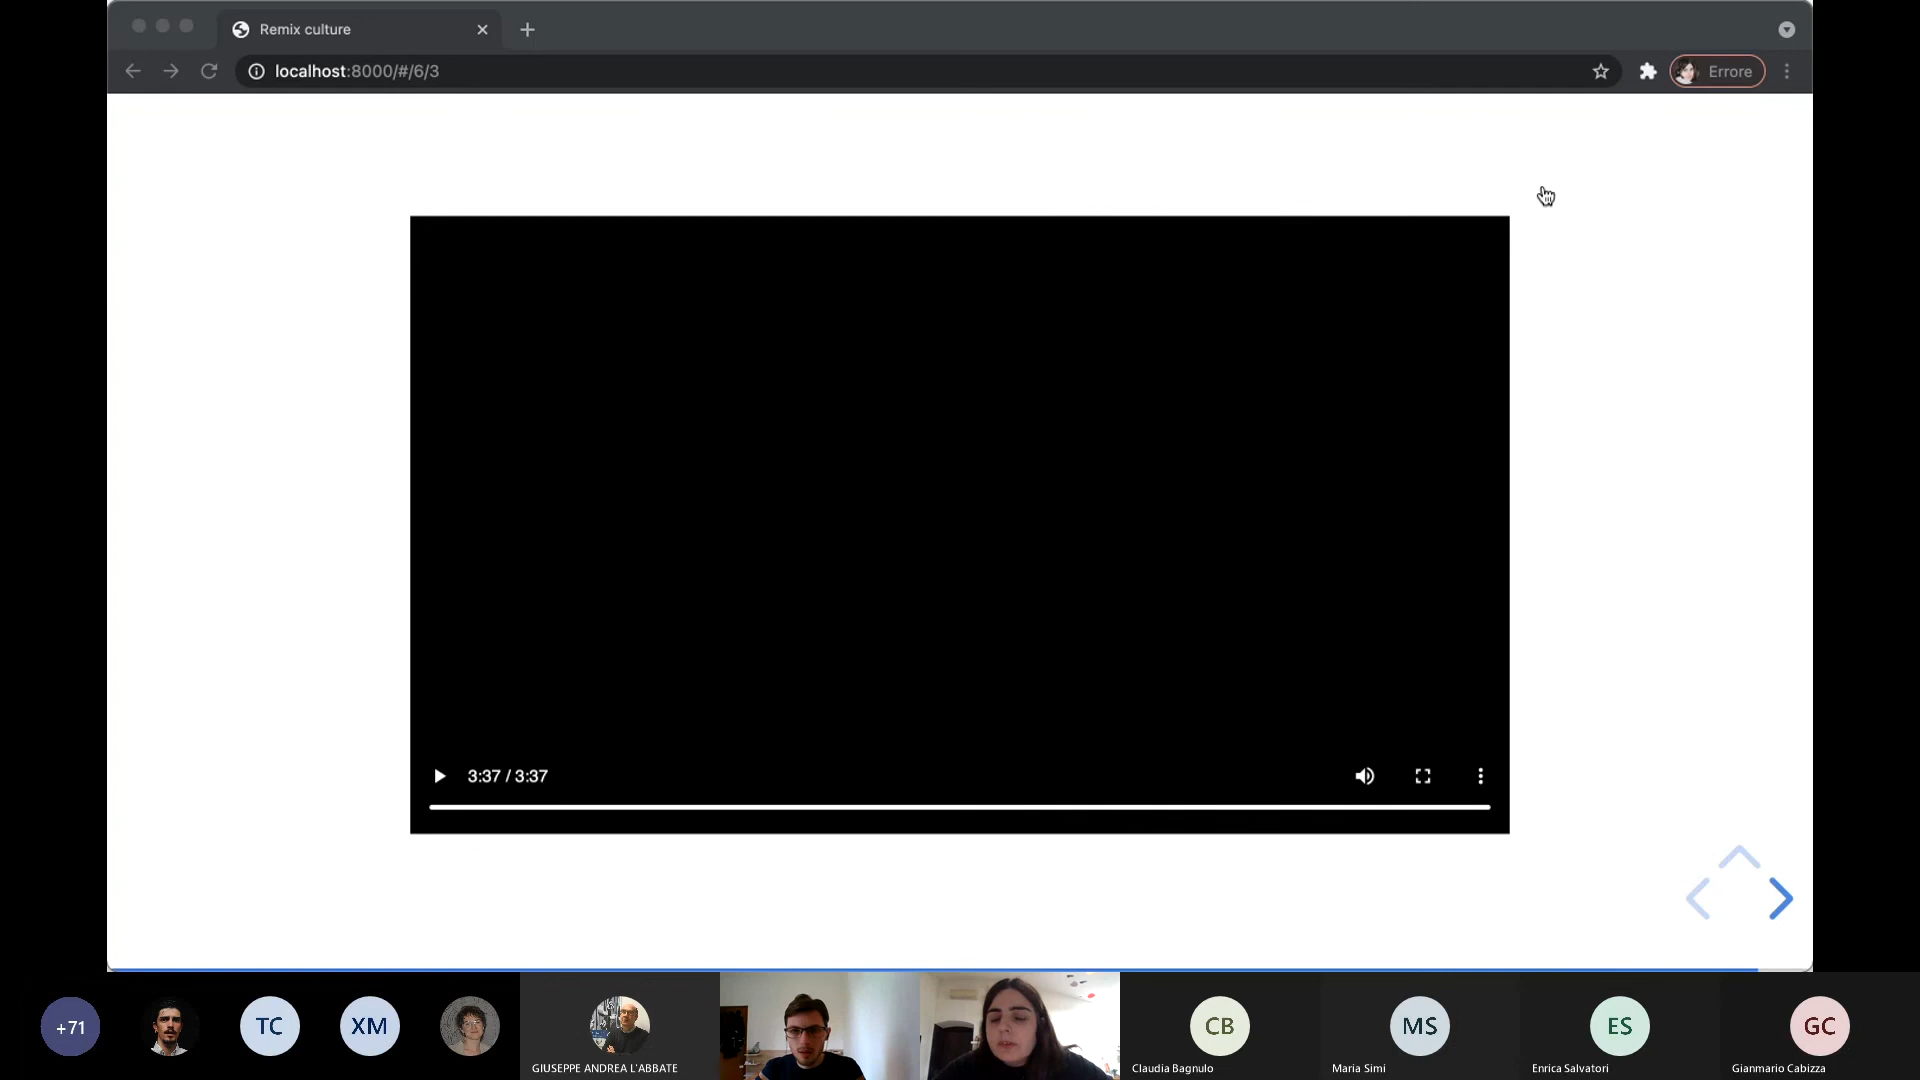 Remix culture
localhost:8000/#/6/3
Errore
3:37 / 3:37
+71
TC
XM
GIUSEPPE ANDREA L'ABBATE
CB
Claudia Bagnulo
MS
Maria Simi
ES
Enrica Salvatori
GC
Gianmario Cabizza